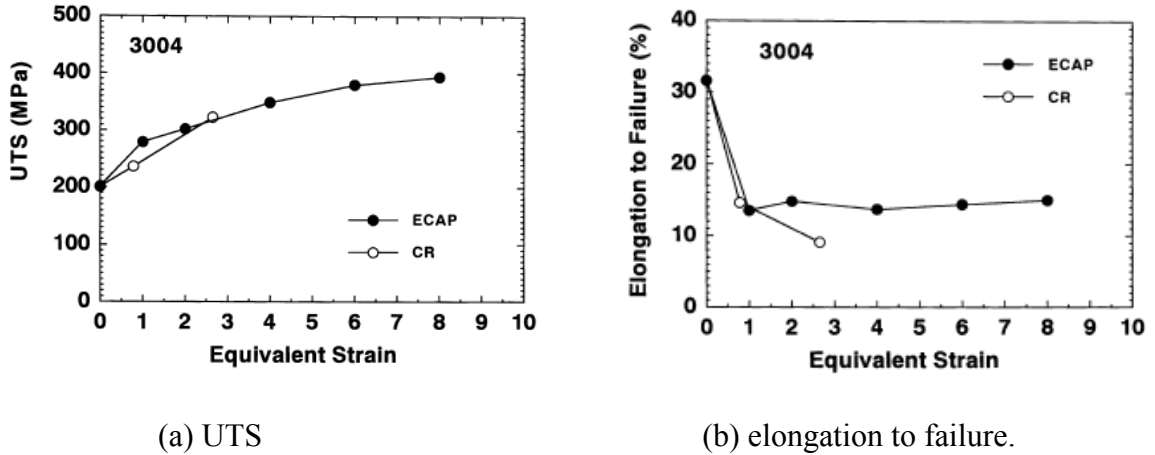 500
400
300
200
100
0
UTS (MPa)
3004
ECAP
CR
0 1 2 3 4 5 6 7 8 9 10
Equivalent Strain
(a) UTS
40
30
20
10
0
Elongation to Failure (%)
3004
ECAP
CR
0 1 2 3 4 5 6 7 8 9 10
Equivalent Strain
(b) elongation to failure.